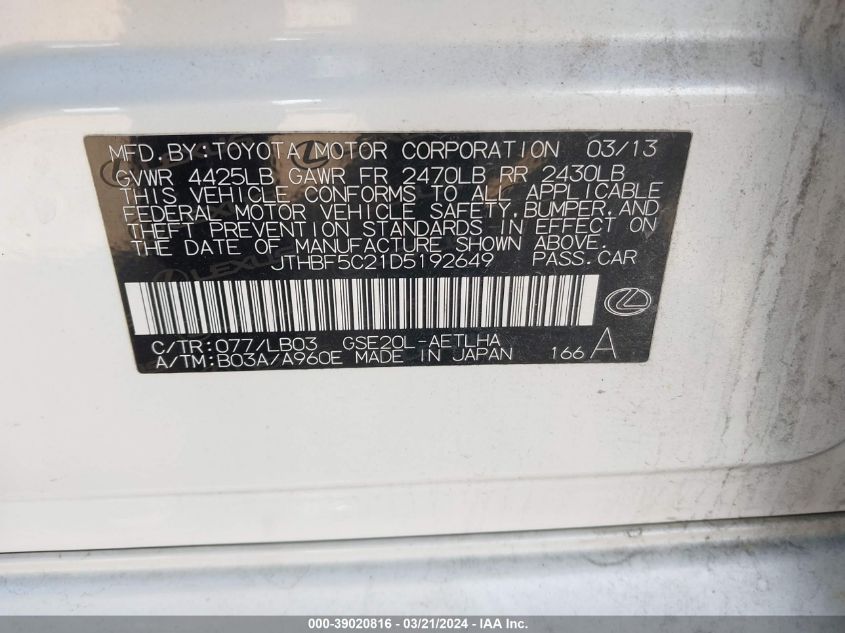 MFD.BY:TOYOTA MOTOR CORPORATION 03/13
GVWR 4425LB GAWR FR 2470LB RR 2430LB
THIS VEHICLE CONFORMS TO ALL APPLICABLE
FEDERAL MOTOR VEHICLE SAFETY,BUMPER,AND
THEFT PREVENTION STANDARDS IN EFFECT ON
THE DATE OF MANUFACTURE SHOWN ABOVE.
JTHBF5C21D5192649 PASS.CAR
C/TR:077/LB03 GSE20L-AETLHA
A/TM:B03A/A960E MADE IN JAPAN 166 A
000-39020816 - 03/21/2024 - IAA Inc.